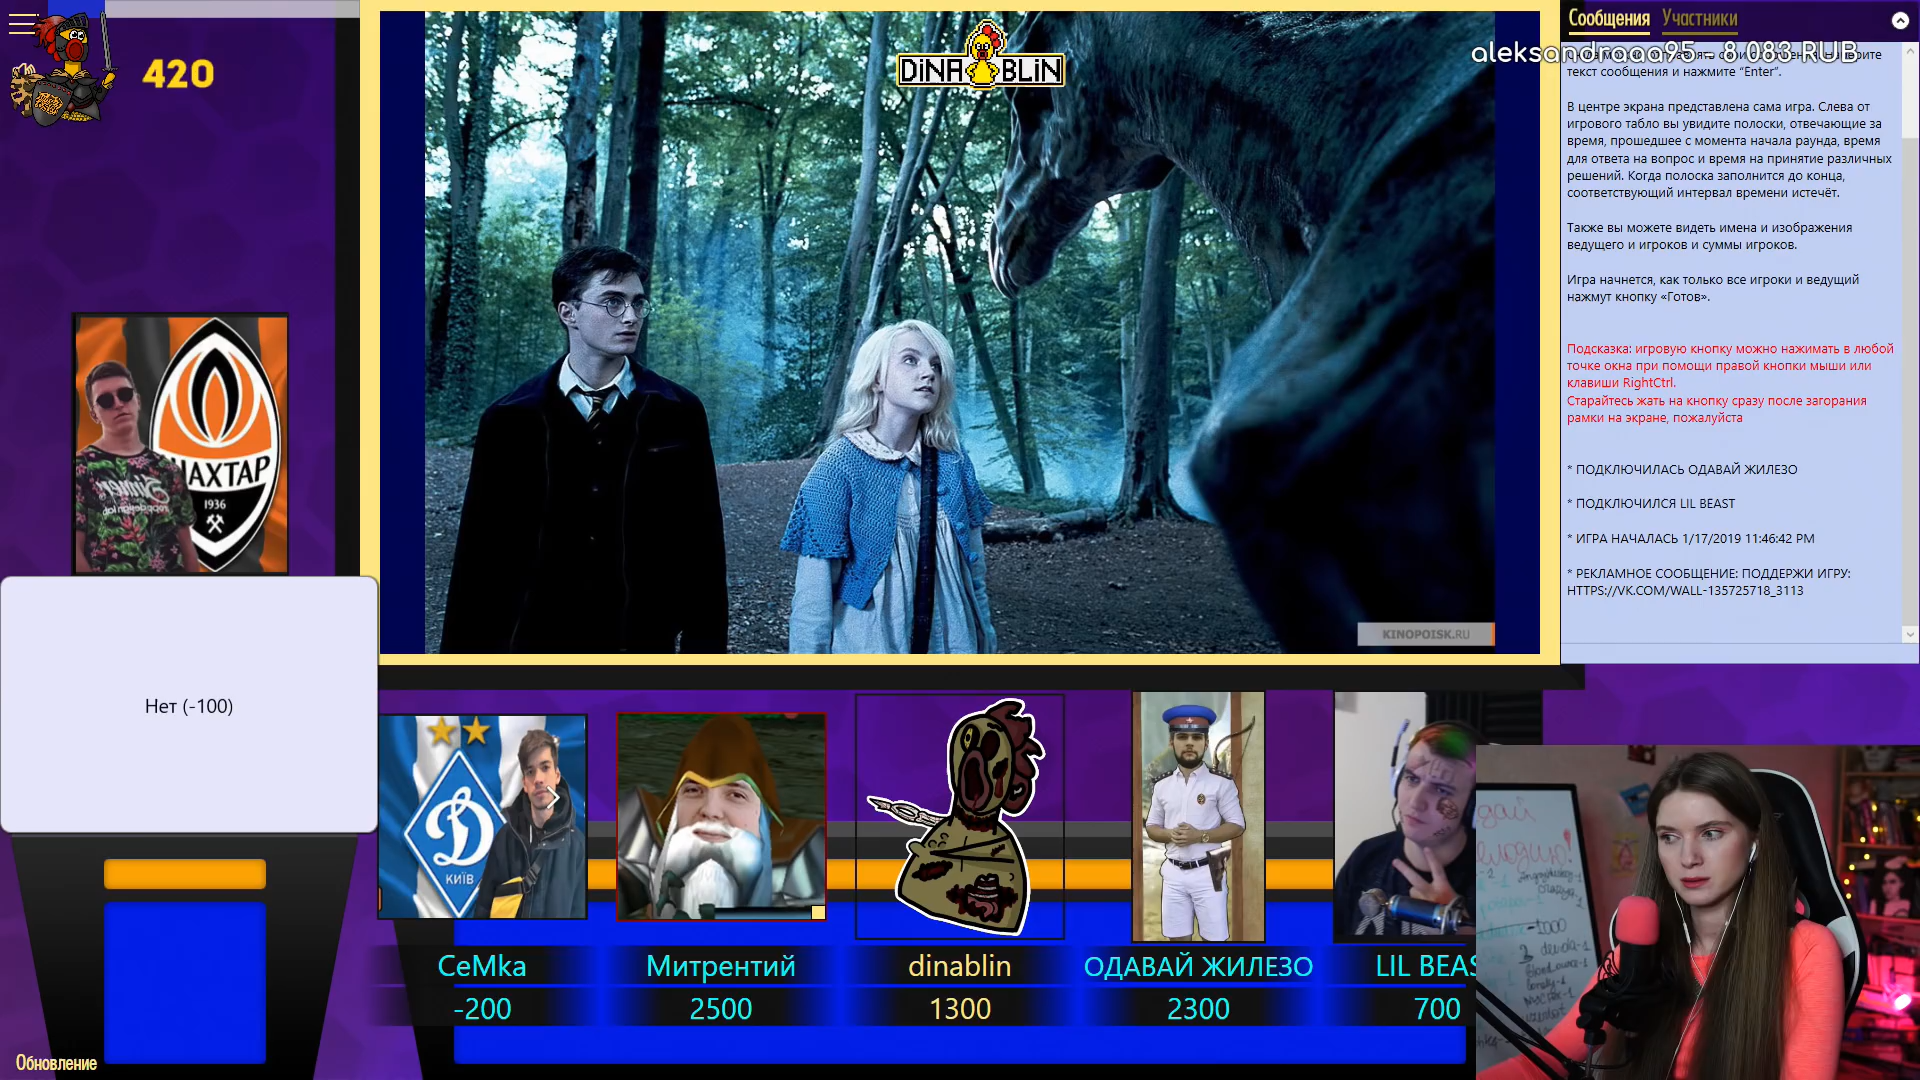 420
DINA BLIN
Сообщения Участники
aleksandraaa95 - 8 083 RUB
текст сообщения и нажмите “Enter”.
В центре экрана представлена сама игра. Слева от
игрового табло вы увидите полоски, отвечающие за
время, прошедшее с момента начала раунда, время
для ответа на вопрос и время на принятие различных
решений. Когда полоска заполнится до конца,
соответствующий интервал времени истечёт.
Также вы можете видеть имена и изображения
ведущего и игроков и суммы игроков.
Игра начнется, как только все игроки и ведущий
нажмут кнопку «Готов».
Подсказка: игровую кнопку можно нажимать в любой
точке окна при помощи правой кнопки мыши или
клавиши RightCtrl.
Старайтесь жать на кнопку сразу после загорания
рамки на экране, пожалуйста
* ПОДКЛЮЧИЛАСЬ ОДАВАЙ ЖИЛЕЗО
* ПОДКЛЮЧИЛСЯ LIL BEAST
* ИГРА НАЧАЛАСЬ 1/17/2019 11:46:42 PM
* РЕКЛАМНОЕ СООБЩЕНИЕ: ПОДДЕРЖИ ИГРУ:
HTTPS://VK.COM/WALL-135725718_3113
KINOPOISK.RU
АХТАР
1936
Нет (-100)
КИЇВ
CeMka
Митрентий
dinablin
ОДАВАЙ ЖИЛЕЗО
LIL BEAS
-200
2500
1300
2300
700
Обновление